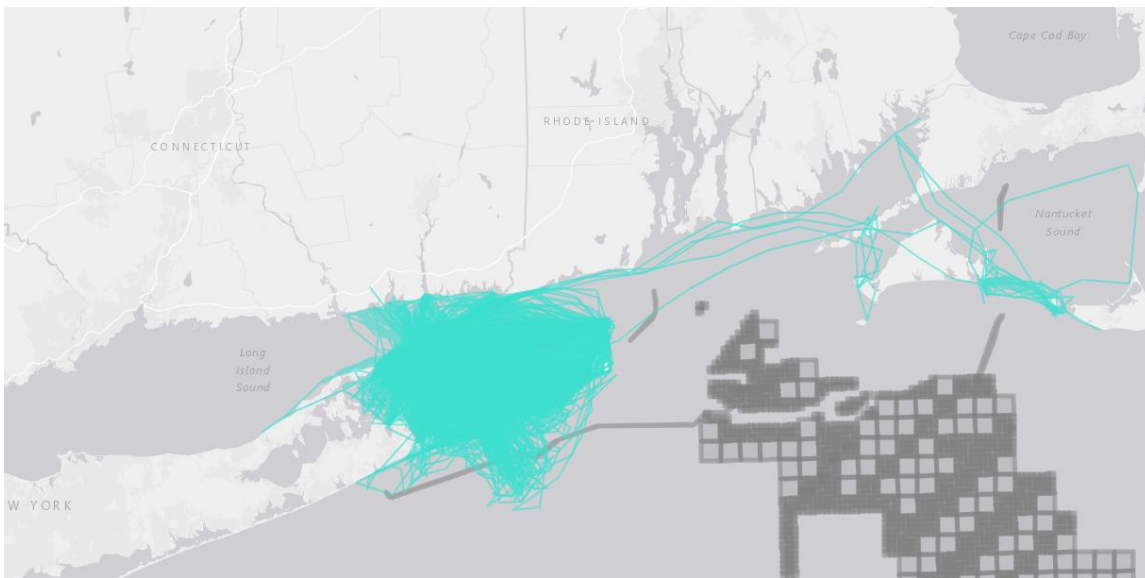 Cape Cod Bay
RHODE ISLAND
CONNECTICUT
Nantucket
Sound
Long
Island
Sound
W YORK